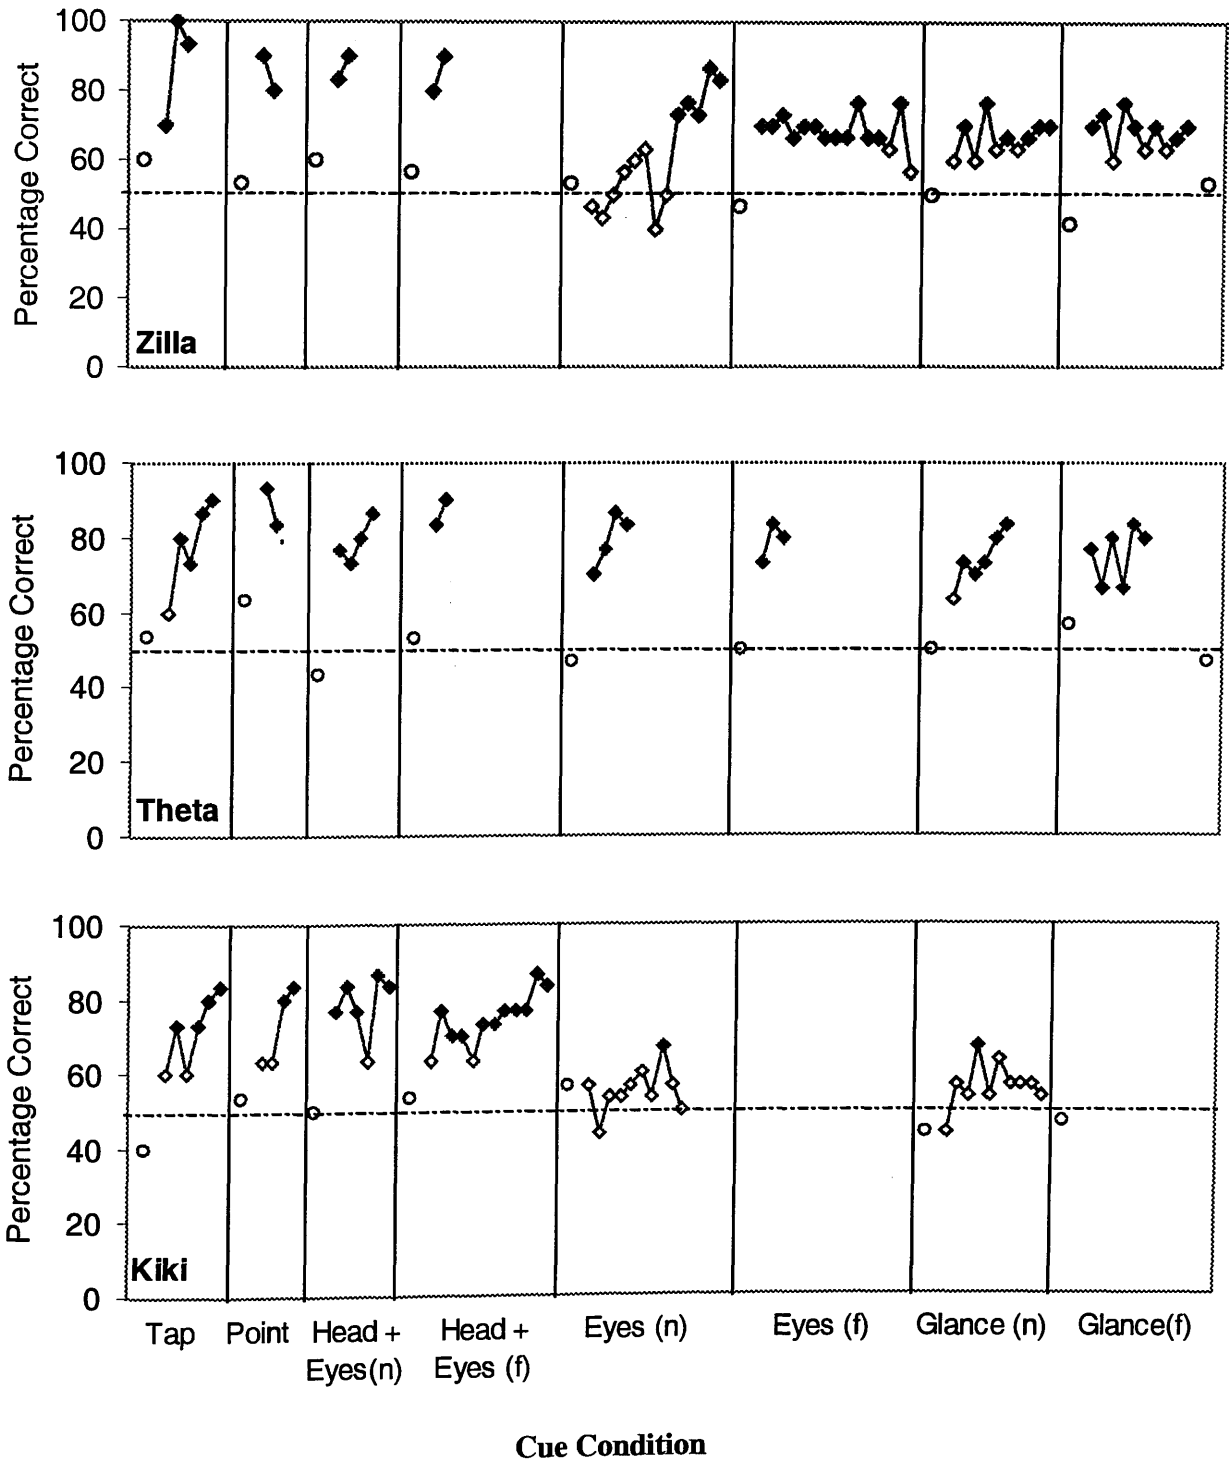 Percentage Correct
100
80
60
40
20
0
Zilla
Percentage Correct
100
80
60
40
20
0
Theta
Percentage Correct
100
80
60
40
20
0
Kiki
Tap Point Head + Head + Eyes (n) Eyes (f) Glance (n) Glance(f)
Eyes(n) Eyes (f)
Cue Condition